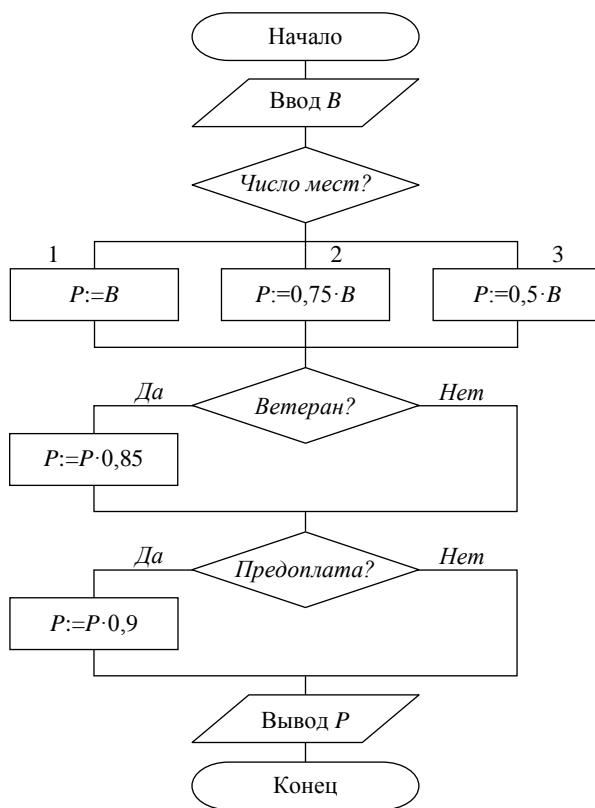 Начало
Ввод B
Число мест?
1 2 3
P:=B P:=0,75·B P:=0,5·B
Да Ветеран? Нет
P:=P·0,85
Да Предоплата? Нет
P:=P·0,9
Вывод P
Конец